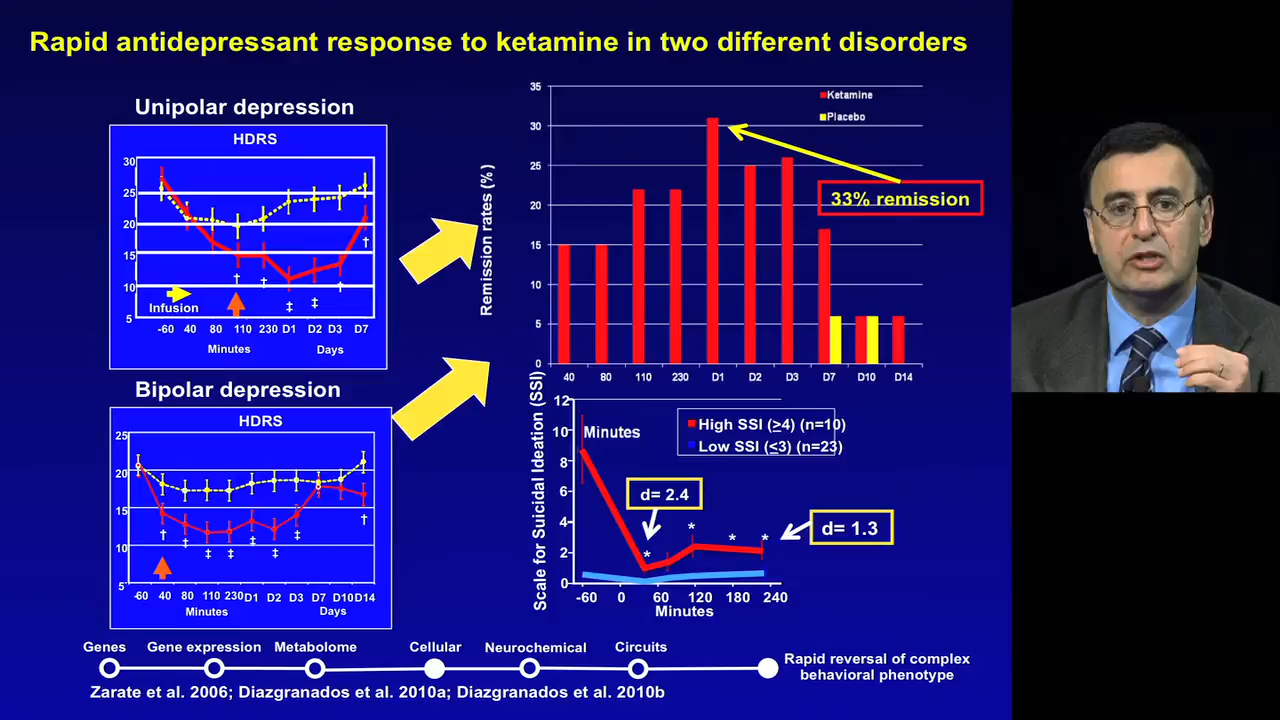 Rapid antidepressant response to ketamine in two different disorders
Unipolar depression
HDRS
30
25
20
15
10
5
Infusion
† ‡ ‡ ‡ † †
-60 40 80 110 230 D1 D2 D3 D7
Minutes Days
Bipolar depression
HDRS
25
20
15
10
5
† ‡ ‡ ‡ ‡ ‡ ‡ †
-60 40 80 110 230 D1 D2 D3 D7 D10 D14
Minutes Days
Remission rates (%)
35
30
25
20
15
10
5
0
Ketamine
Placebo
33% remission
40 80 110 230 D1 D2 D3 D7 D10 D14
Minutes
Scale for Suicidal Ideation (SSI)
12
10
8
6
4
2
0
High SSI (≥4) (n=10)
Low SSI (≤3) (n=23)
d= 2.4
d= 1.3
* * * *
-60 0 60 120 180 240
Minutes
Genes Gene expression Metabolome Cellular Neurochemical Circuits
Rapid reversal of complex
behavioral phenotype
Zarate et al. 2006; Diazgranados et al. 2010a; Diazgranados et al. 2010b